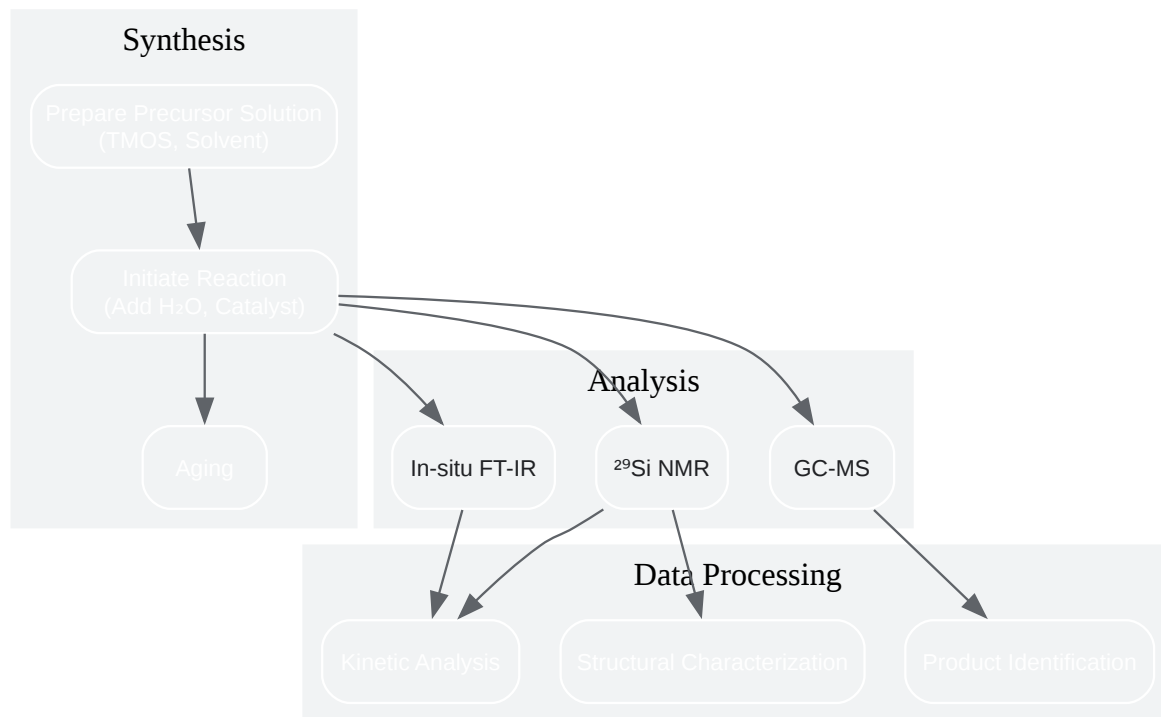 Synthesis
Prepare Precursor Solution
(TMOS, Solvent)
Initiate Reaction
(Add H₂O, Catalyst)
Aging
Analysis
In-situ FT-IR
²⁹Si NMR
GC-MS
Data Processing
Kinetic Analysis
Structural Characterization
Product Identification